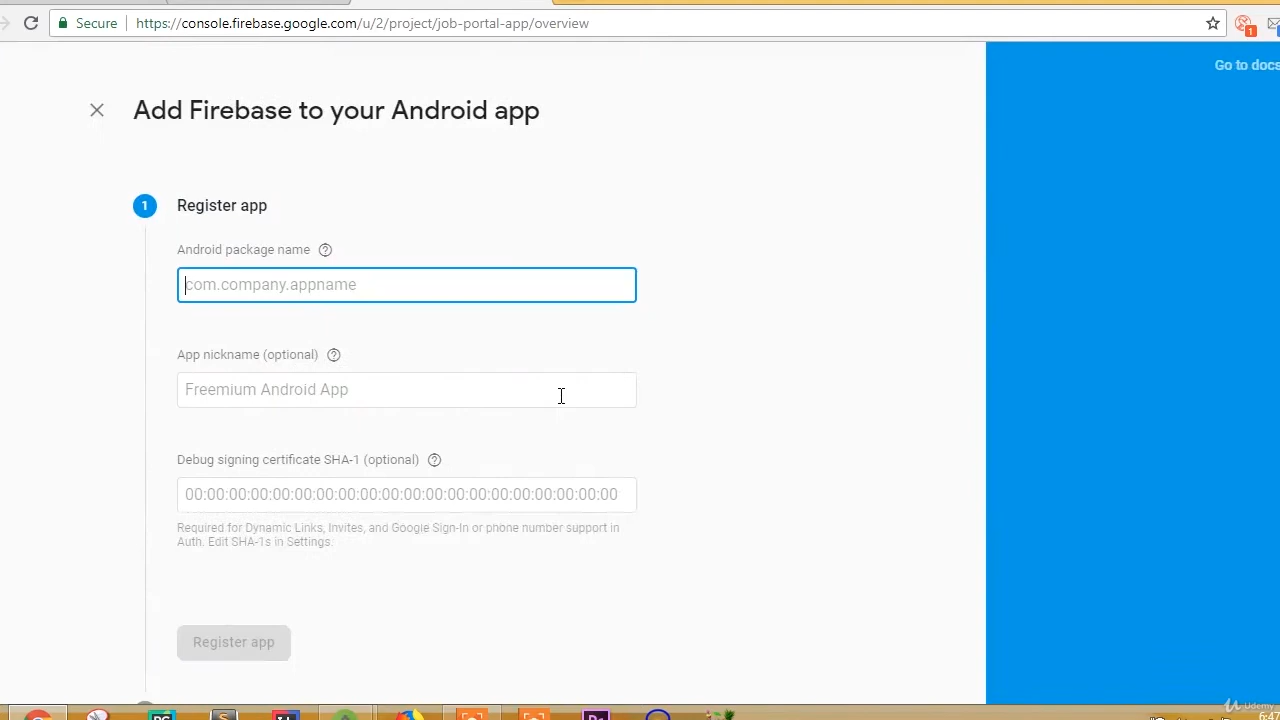 Secure
https://console.firebase.google.com/u/2/project/job-portal-app/overview
1
Go to docs
Add Firebase to your Android app
1
Register app
Android package name ?
com.company.appname
App nickname (optional) ?
Freemium Android App
Debug signing certificate SHA-1 (optional) ?
00:00:00:00:00:00:00:00:00:00:00:00:00:00:00:00:00:00:00:00
Required for Dynamic Links, Invites, and Google Sign-In or phone number support in
Auth. Edit SHA-1s in Settings.
Register app
Udemy
6:47